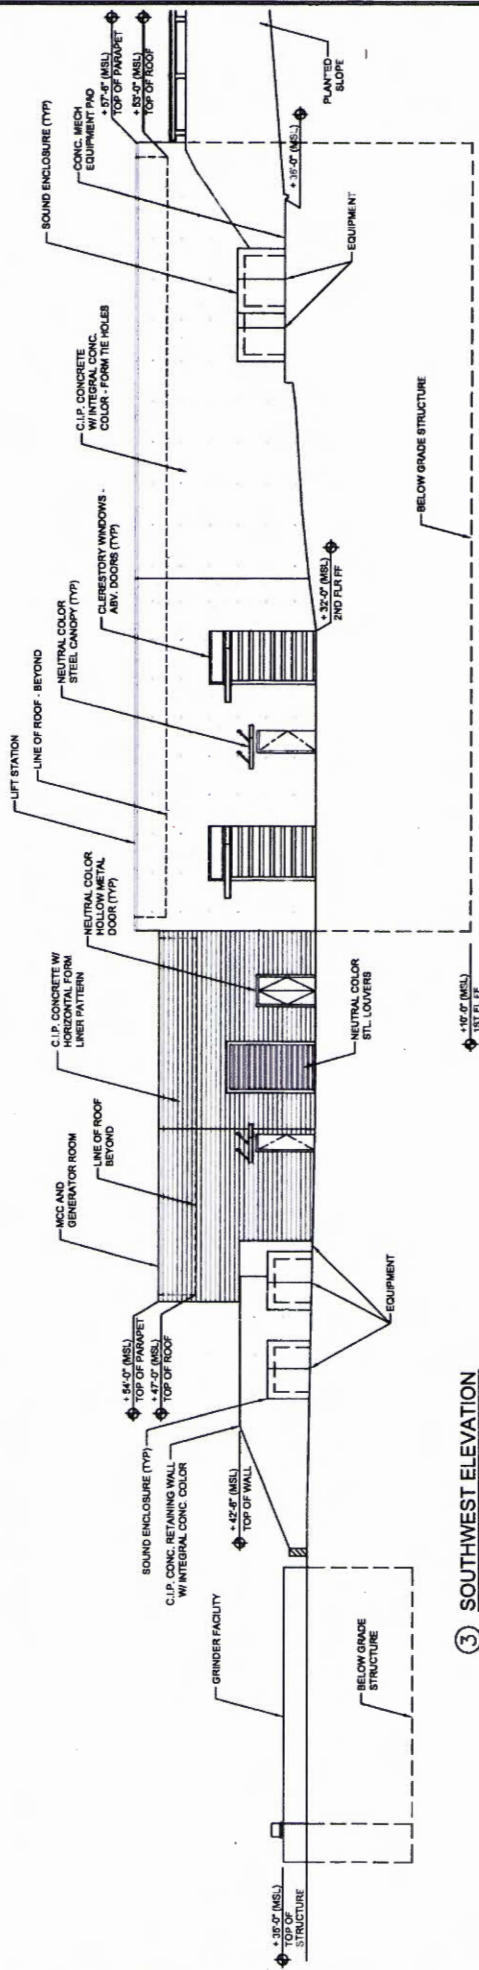 LIFT STATION
LINE OF ROOF - BEYOND
NEUTRAL COLOR
STEEL CANOPY (TYP)
CLERESTORY WINDOWS -
ABV. DOORS (TYP)
C.I.P. CONCRETE
W/ INTEGRAL CONC.
COLOR - FORM TIE HOLES
SOUND ENCLOSURE (TYP)
CONC. MECH
EQUIPMENT PAD
+ 57'-6" (MSL)
TOP OF PARAPET
+ 53'-0" (MSL)
TOP OF ROOF
MCC AND
GENERATOR ROOM
LINE OF ROOF
BEYOND
C.I.P. CONCRETE W/
HORIZONTAL FORM
LINER PATTERN
NEUTRAL COLOR
HOLLOW METAL
DOOR (TYP)
+ 54'-0" (MSL)
TOP OF PARAPET
+ 47'-0" (MSL)
TOP OF ROOF
SOUND ENCLOSURE (TYP)
C.I.P. CONC. RETAINING WALL
W/ INTEGRAL CONC. COLOR
+ 42'-6" (MSL)
TOP OF WALL
GRINDER FACILITY
+ 35'-0" (MSL)
TOP OF
STRUCTURE
BELOW GRADE
STRUCTURE
EQUIPMENT
NEUTRAL COLOR
STL. LOUVERS
+ 32'-0" (MSL)
2ND FLR FF
+ 36'-0" (MSL)
EQUIPMENT
PLANTED
SLOPE
BELOW GRADE STRUCTURE
+10'-0" (MSL)
1ST FL FF
3 SOUTHWEST ELEVATION